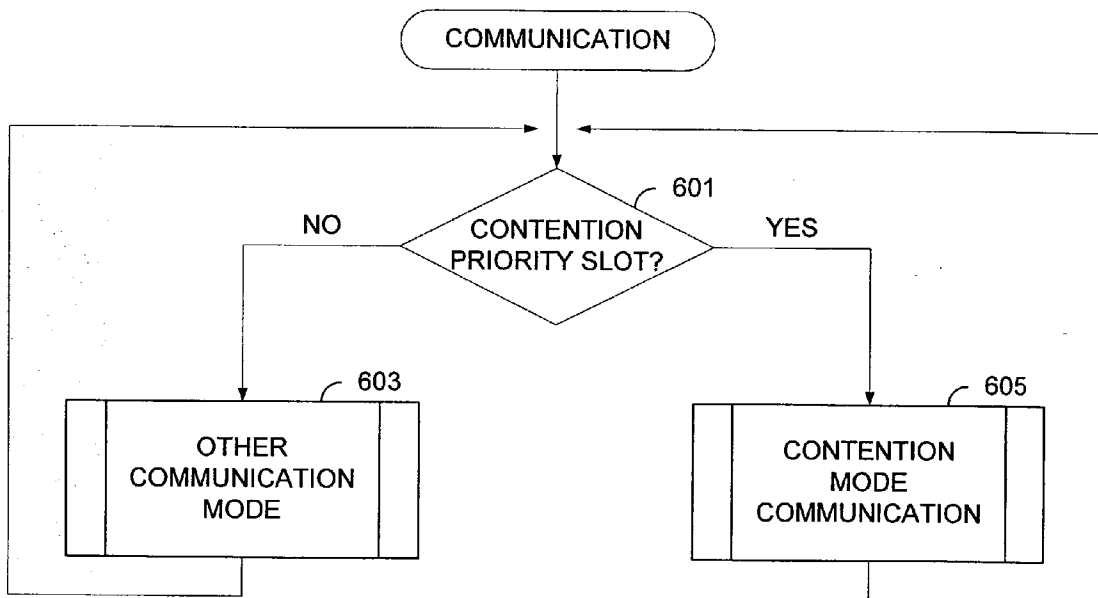 COMMUNICATION
601
CONTENTION
PRIORITY SLOT?
NO
YES
603
OTHER
COMMUNICATION
MODE
605
CONTENTION
MODE
COMMUNICATION